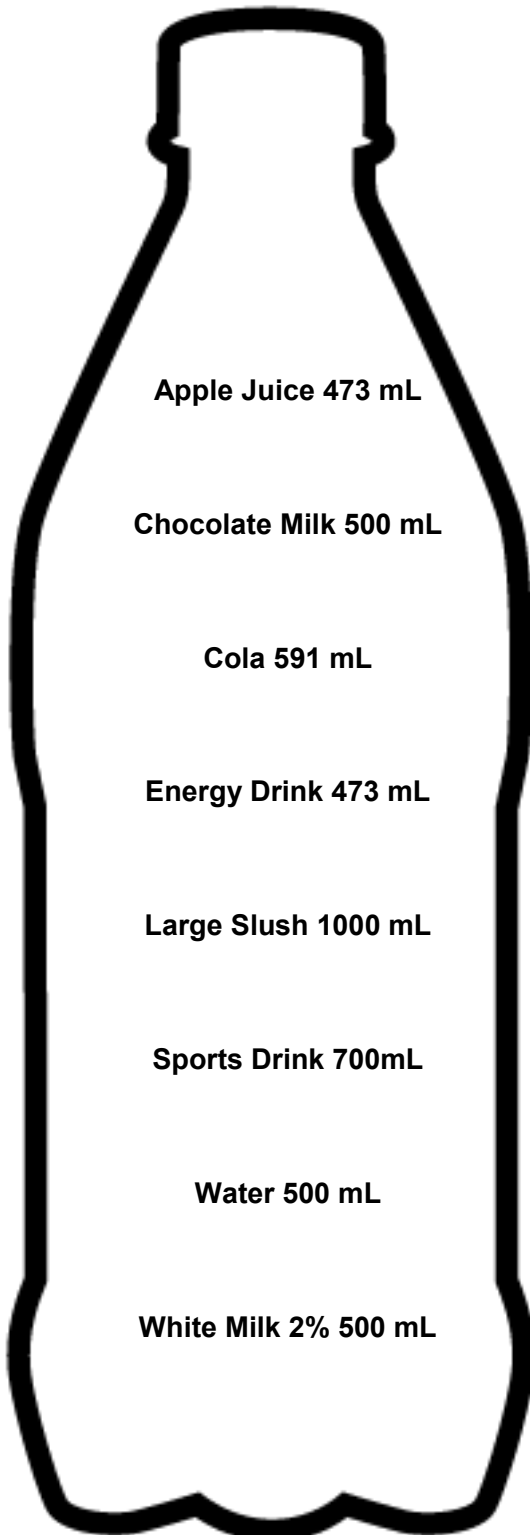 Apple Juice 473 mL
Chocolate Milk 500 mL
Cola 591 mL
Energy Drink 473 mL
Large Slush 1000 mL
Sports Drink 700mL
Water 500 mL
White Milk 2% 500 mL